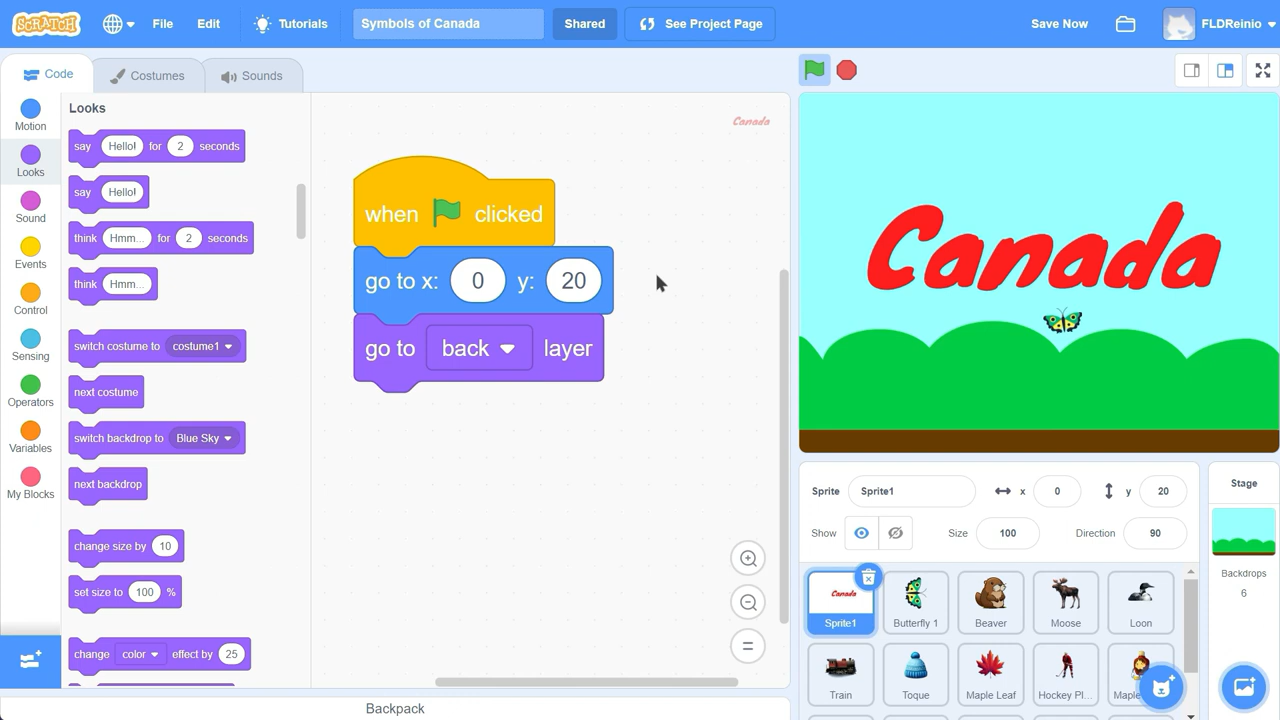 SCRATCH
File
Edit
Tutorials
Symbols of Canada
Shared
See Project Page
Save Now
FLDReinio
Code
Costumes
Sounds
Motion
Looks
Sound
Events
Control
Sensing
Operators
Variables
My Blocks
Looks
say Hello! for 2 seconds
say Hello!
think Hmm... for 2 seconds
think Hmm...
switch costume to costume1
next costume
switch backdrop to Blue Sky
next backdrop
change size by 10
set size to 100 %
change color effect by 25
Canada
when clicked
go to x: 0 y: 20
go to back layer
Backpack
Canada
Sprite Sprite1 x 0 y 20
Show Size 100 Direction 90
Canada
Sprite1
Butterfly 1
Beaver
Moose
Loon
Train
Toque
Maple Leaf
Hockey Pl...
Maple
Stage
Backdrops
6